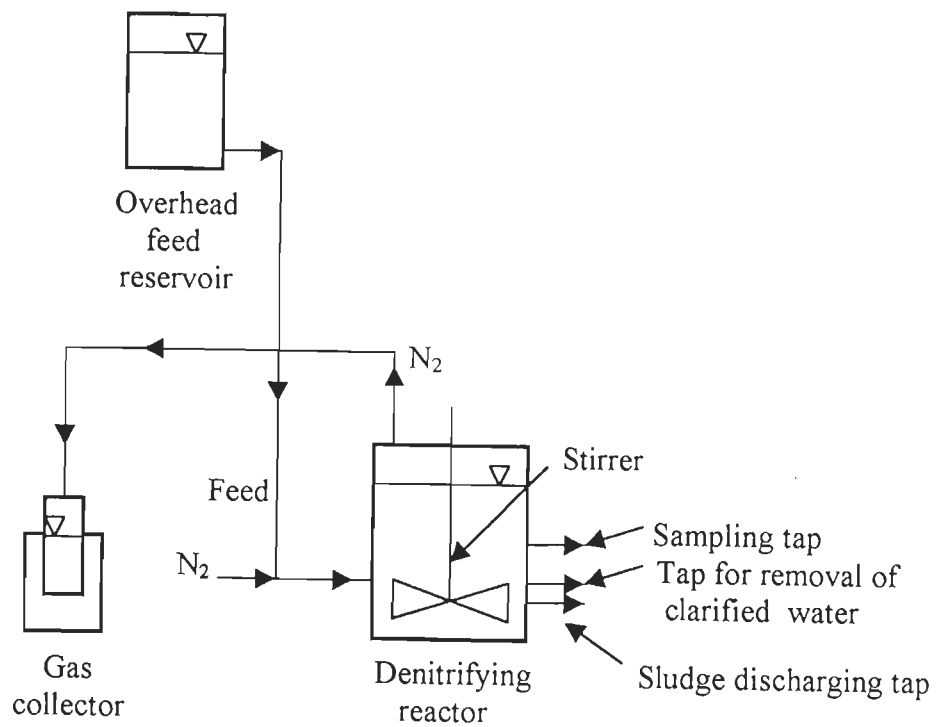 Overhead
feed
reservoir
N₂
Stirrer
Feed
Sampling tap
N₂
Tap for removal of
clarified water
Sludge discharging tap
Gas
collector
Denitrifying
reactor